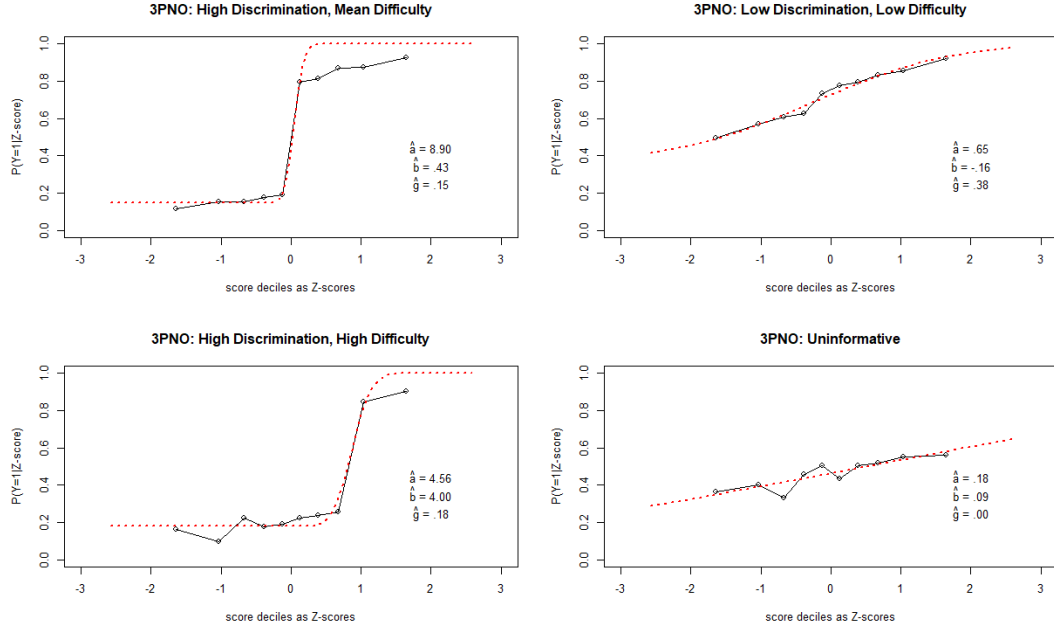 3PNO: High Discrimination, Mean Difficulty
P(Y=1|Z-score)
1.0
0.8
0.6
0.4
0.2
0.0
â = 8.90
b̂ = .43
ĝ = .15
-3 -2 -1 0 1 2 3
score deciles as Z-scores
3PNO: Low Discrimination, Low Difficulty
P(Y=1|Z-score)
1.0
0.8
0.6
0.4
0.2
0.0
â = .65
b̂ = -.16
ĝ = .38
-3 -2 -1 0 1 2 3
score deciles as Z-scores
3PNO: High Discrimination, High Difficulty
P(Y=1|Z-score)
1.0
0.8
0.6
0.4
0.2
0.0
â = 4.56
b̂ = 4.00
ĝ = .18
-3 -2 -1 0 1 2 3
score deciles as Z-scores
3PNO: Uninformative
P(Y=1|Z-score)
1.0
0.8
0.6
0.4
0.2
0.0
â = .18
b̂ = .09
ĝ = .00
-3 -2 -1 0 1 2 3
score deciles as Z-scores